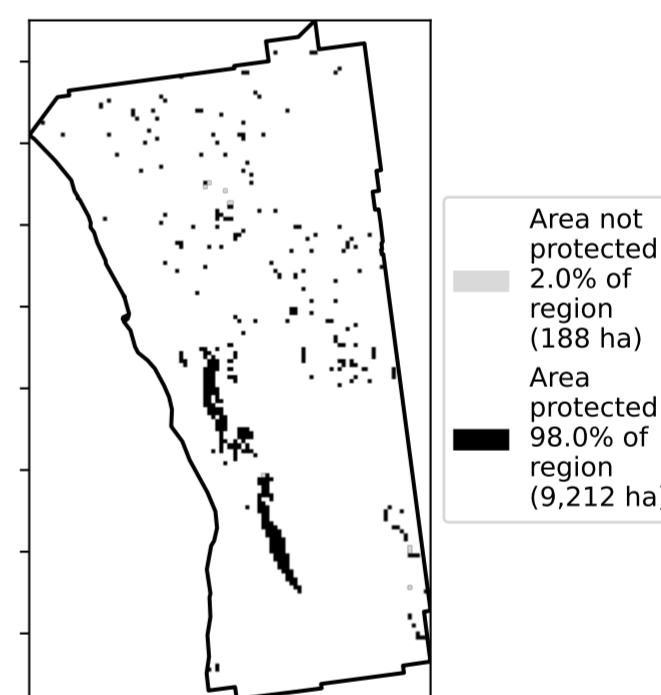 Area not
protected
2.0% of
region
(188 ha)
Area
protected
98.0% of
region
(9,212 ha)